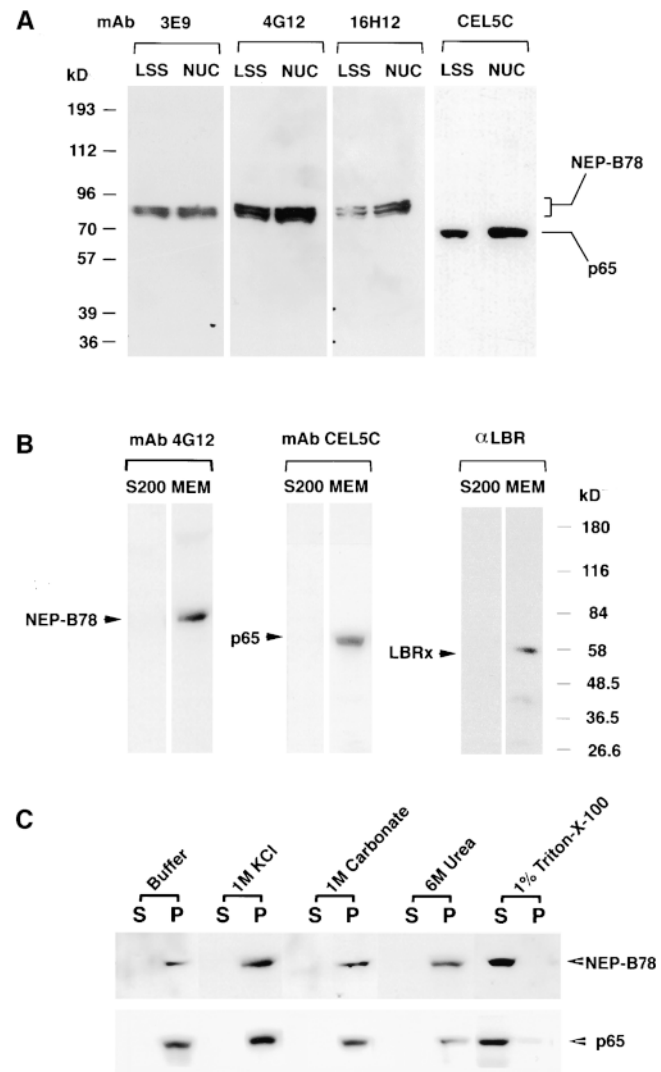 A
mAb 3E9 4G12 16H12 CEL5C
LSS NUC LSS NUC LSS NUC LSS NUC
kD
193
112
96
70
57
39
36
NEP-B78
p65
B
mAb 4G12 mAb CEL5C αLBR
S200 MEM S200 MEM S200 MEM
kD
180
116
84
58
48.5
36.5
26.6
NEP-B78
p65
LBRx
C
Buffer 1M KCl 1M Carbonate 6M Urea 1% Triton-X-100
S P S P S P S P S P
NEP-B78
p65